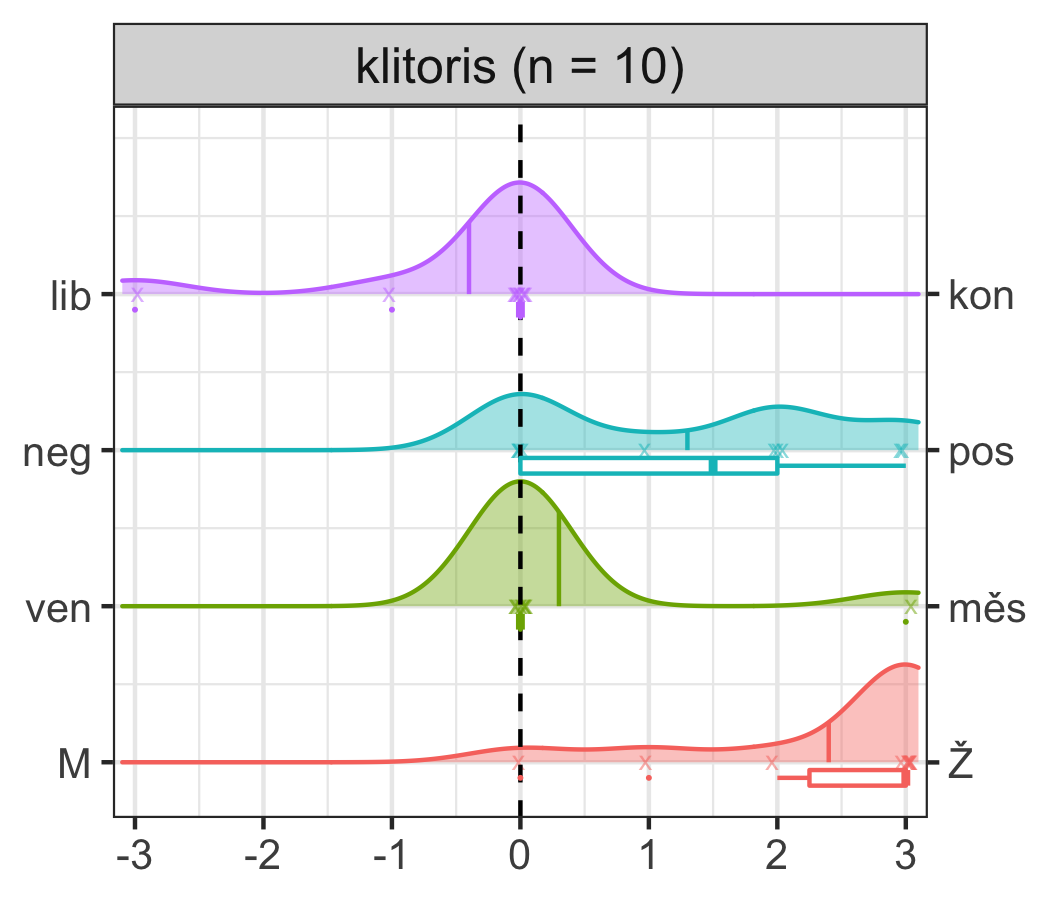 klitoris (n = 10)
lib kon
neg pos
ven měs
M Ž
-3 -2 -1 0 1 2 3